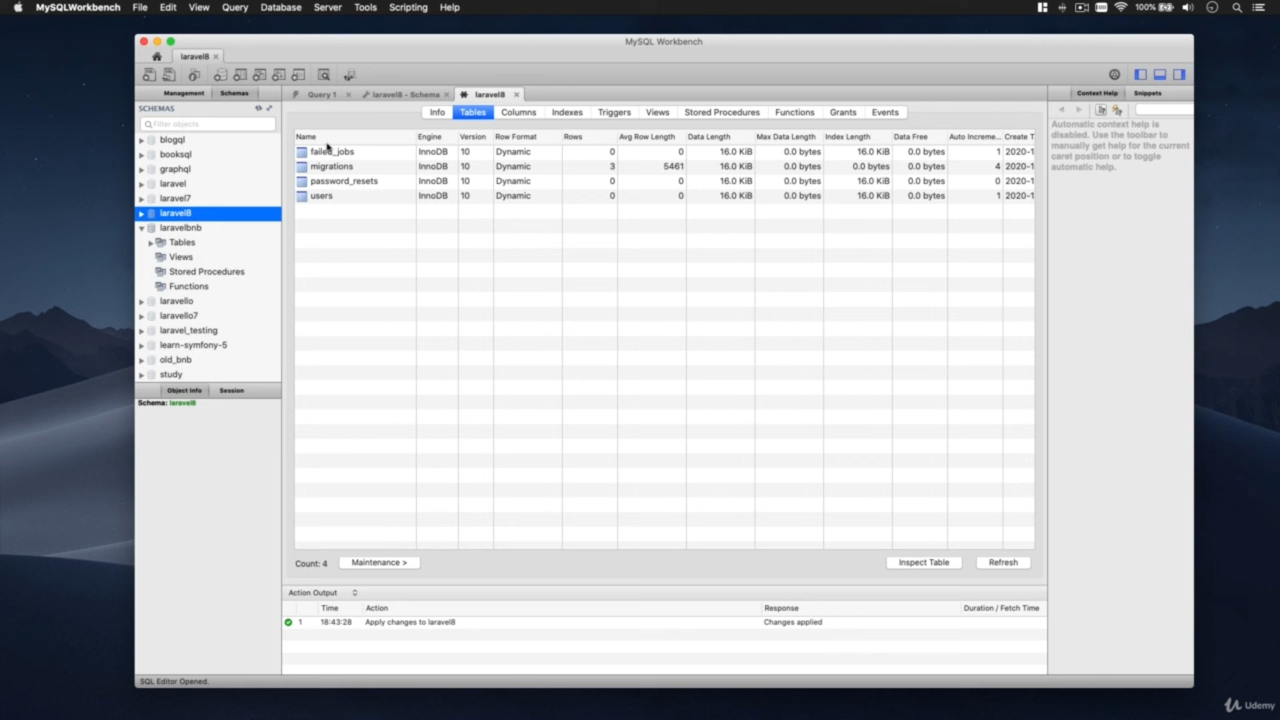 MySQLWorkbench File Edit View Query Database Server Tools Scripting Help 100%
MySQL Workbench
laravel8
Management Schemas
Query 1 laravel8 - Schema laravel8
Context Help Snippets
SCHEMAS
Filter objects
blogql
booksql
graphql
laravel
laravel7
laravel8
laravelbnb
Tables
Views
Stored Procedures
Functions
laravello
laravello7
laravel_testing
learn-symfony-5
old_bnb
study
Object Info Session
Schema: laravel8
Info Tables Columns Indexes Triggers Views Stored Procedures Functions Grants Events
Name Engine Version Row Format Rows Avg Row Length Data Length Max Data Length Index Length Data Free Auto Increme... Create T
failed_jobs InnoDB 10 Dynamic 0 0 16.0 KiB 0.0 bytes 16.0 KiB 0.0 bytes 1 2020-1
migrations InnoDB 10 Dynamic 3 5461 16.0 KiB 0.0 bytes 0.0 bytes 0.0 bytes 4 2020-1
password_resets InnoDB 10 Dynamic 0 0 16.0 KiB 0.0 bytes 16.0 KiB 0.0 bytes 0 2020-1
users InnoDB 10 Dynamic 0 0 16.0 KiB 0.0 bytes 16.0 KiB 0.0 bytes 1 2020-1
Count: 4 Maintenance > Inspect Table Refresh
Action Output
Time Action Response Duration / Fetch Time
1 18:43:28 Apply changes to laravel8 Changes applied
Automatic context help is
disabled. Use the toolbar to
manually get help for the current
caret position or to toggle
automatic help.
SQL Editor Opened.
Udemy